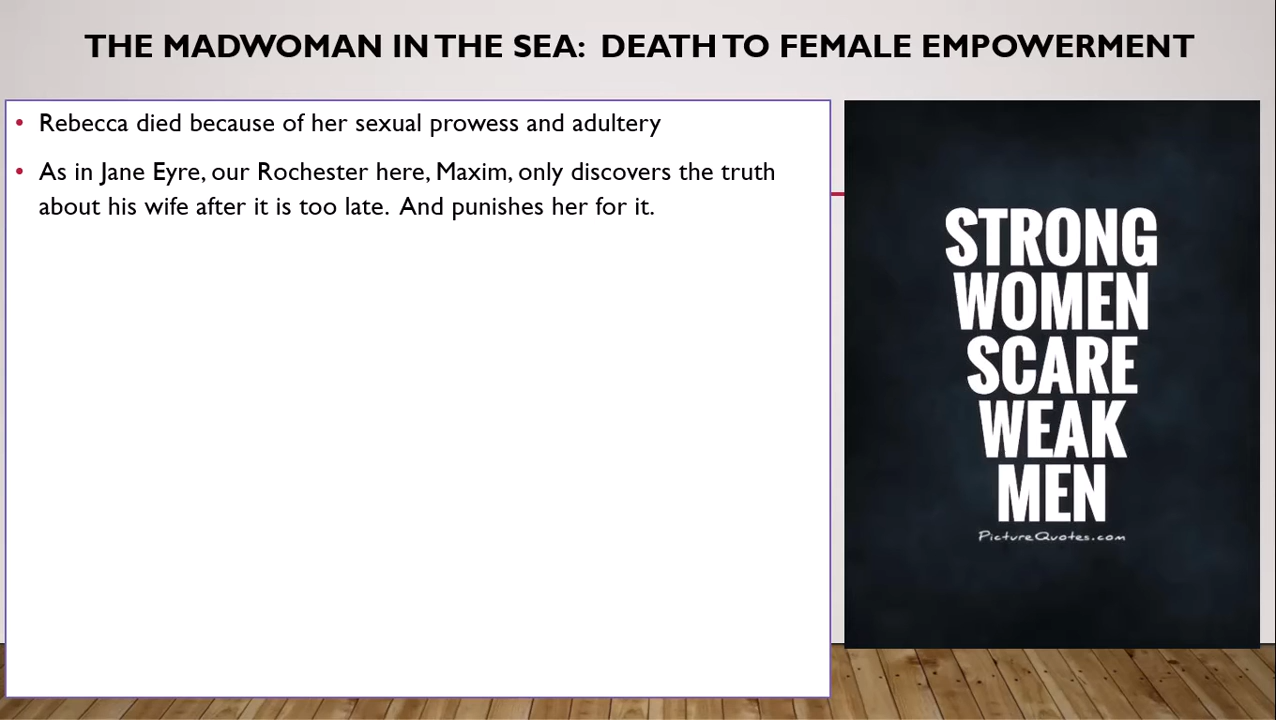 THE MADWOMAN IN THE SEA: DEATH TO FEMALE EMPOWERMENT
• Rebecca died because of her sexual prowess and adultery
• As in Jane Eyre, our Rochester here, Maxim, only discovers the truth
about his wife after it is too late. And punishes her for it.
STRONG
WOMEN
SCARE
WEAK
MEN
PictureQuotes.com